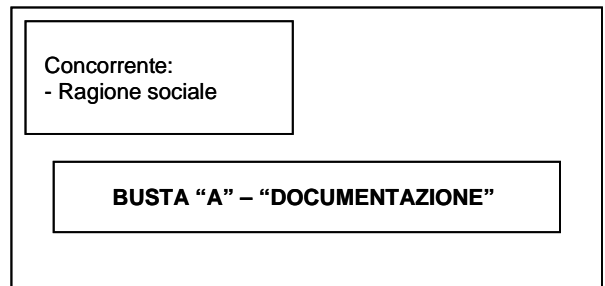 Concorrente:
- Ragione sociale
BUSTA “A” – “DOCUMENTAZIONE”